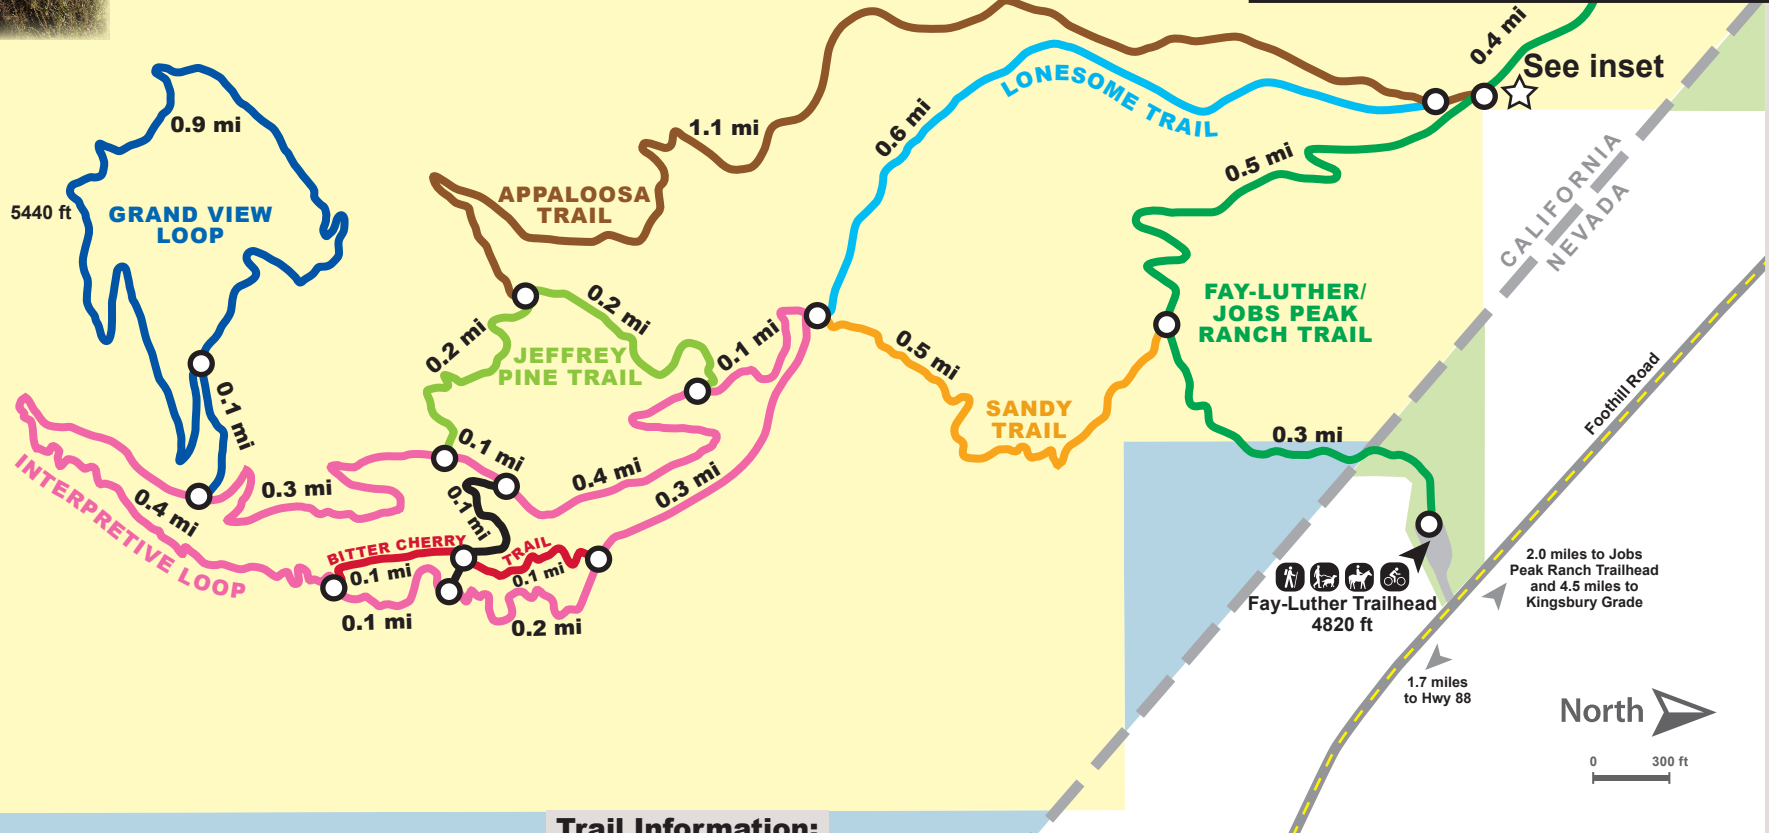 0.4 mi
See inset
0.9 mi
1.1 mi
0.6 mi
LONESOME TRAIL
0.5 mi
CALIFORNIA
NEVADA
5440 ft
GRAND VIEW
LOOP
APPALOOSA
TRAIL
0.2 mi
0.2 mi
JEFFREY
PINE TRAIL
0.1 mi
0.5 mi
FAY-LUTHER/
JOBS PEAK
RANCH TRAIL
Foothill Road
0.1 mi
SANDY
TRAIL
0.3 mi
INTERPRETIVE LOOP
0.4 mi
0.3 mi
0.1 mi
0.1 mi
0.4 mi
0.3 mi
BITTER CHERRY TRAIL
0.1 mi
0.1 mi
0.1 mi
0.2 mi
Fay-Luther Trailhead
4820 ft
2.0 miles to Jobs
Peak Ranch Trailhead
and 4.5 miles to
Kingsbury Grade
1.7 miles
to Hwy 88
North
0 300 ft
Trail Information: